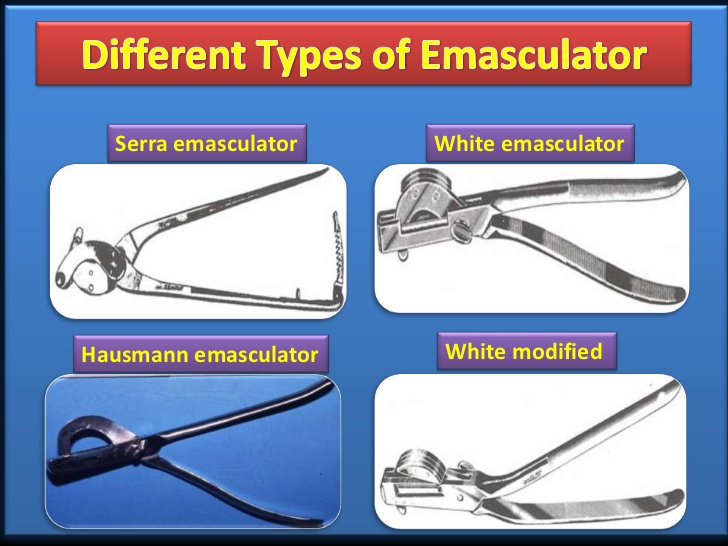 Different Types of Emasculator
Serra emasculator
White emasculator
Hausmann emasculator
White modified